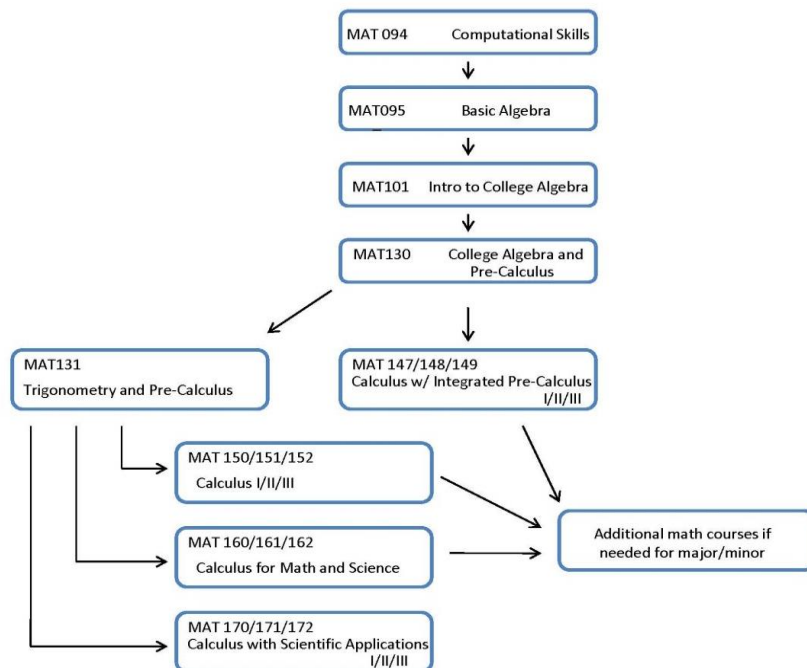 MAT 094 Computational Skills
MAT095 Basic Algebra
MAT101 Intro to College Algebra
MAT130 College Algebra and
Pre-Calculus
MAT131
Trigonometry and Pre-Calculus
MAT 147/148/149
Calculus w/ Integrated Pre-Calculus
I/II/III
MAT 150/151/152
Calculus I/II/III
MAT 160/161/162
Calculus for Math and Science
MAT 170/171/172
Calculus with Scientific Applications
I/II/III
Additional math courses if
needed for major/minor